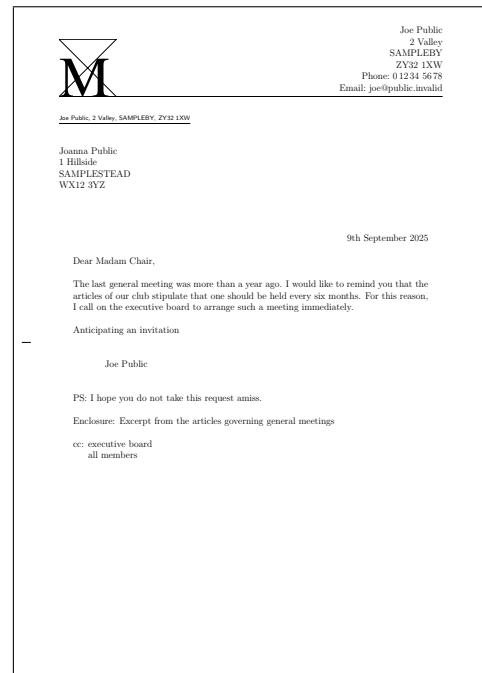 Joe Public
2 Valley
SAMPLEBY
ZY32 1XW
Phone: 0 12 34 56 78
Email: joe@public.invalid
M
Joe Public, 2 Valley, SAMPLEBY, ZY32 1XW
Joanna Public
1 Hillside
SAMPLESTEAD
WX12 3YZ
9th September 2025
Dear Madam Chair,
The last general meeting was more than a year ago. I would like to remind you that the
articles of our club stipulate that one should be held every six months. For this reason,
I call on the executive board to arrange such a meeting immediately.
Anticipating an invitation
Joe Public
PS: I hope you do not take this request amiss.
Enclosure: Excerpt from the articles governing general meetings
cc: executive board
all members